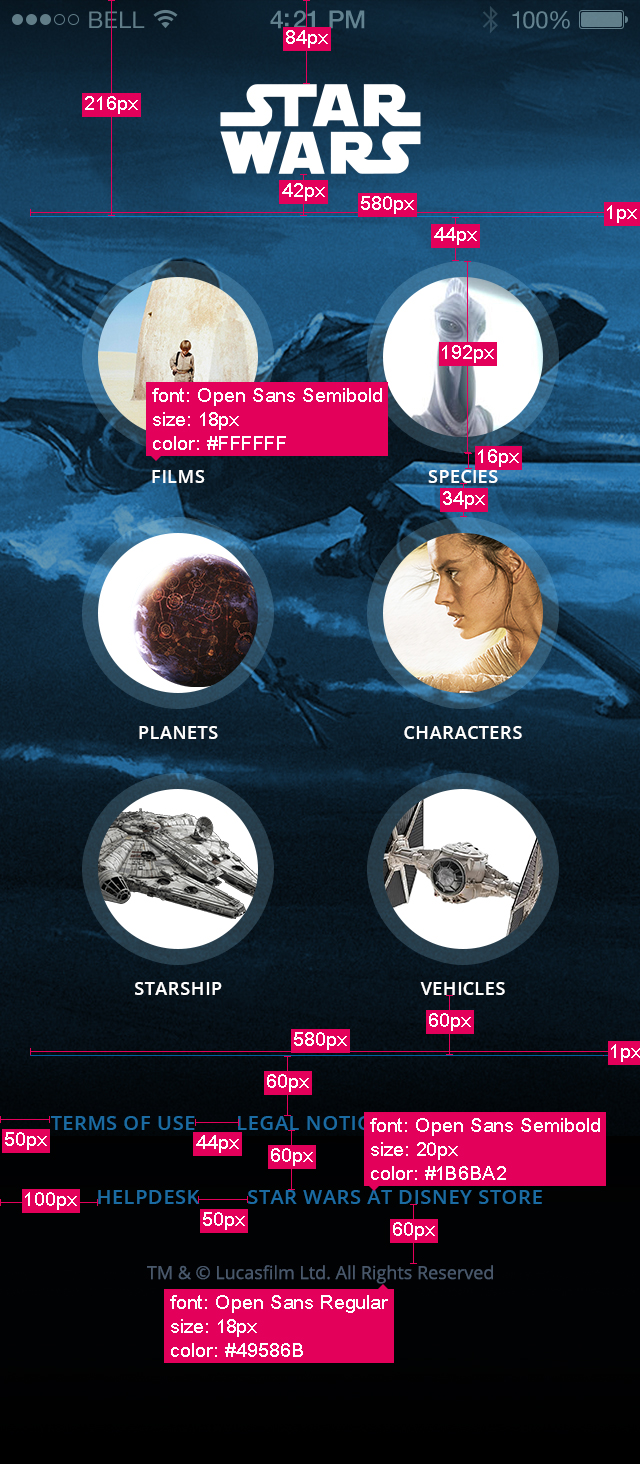 BELL 4:21 PM 100%
84px
216px
STAR
WARS
42px
580px
1px
44px
192px
font: Open Sans Semibold
size: 18px
color: #FFFFFF
16px
FILMS SPECIES
34px
PLANETS CHARACTERS
STARSHIP VEHICLES
60px
580px
1px
60px
TERMS OF USE LEGAL NOTIC
font: Open Sans Semibold
size: 20px
color: #1B6BA2
50px
44px
60px
HELPDESK STAR WARS AT DISNEY STORE
100px
50px
60px
TM & © Lucasfilm Ltd. All Rights Reserved
font: Open Sans Regular
size: 18px
color: #49586B